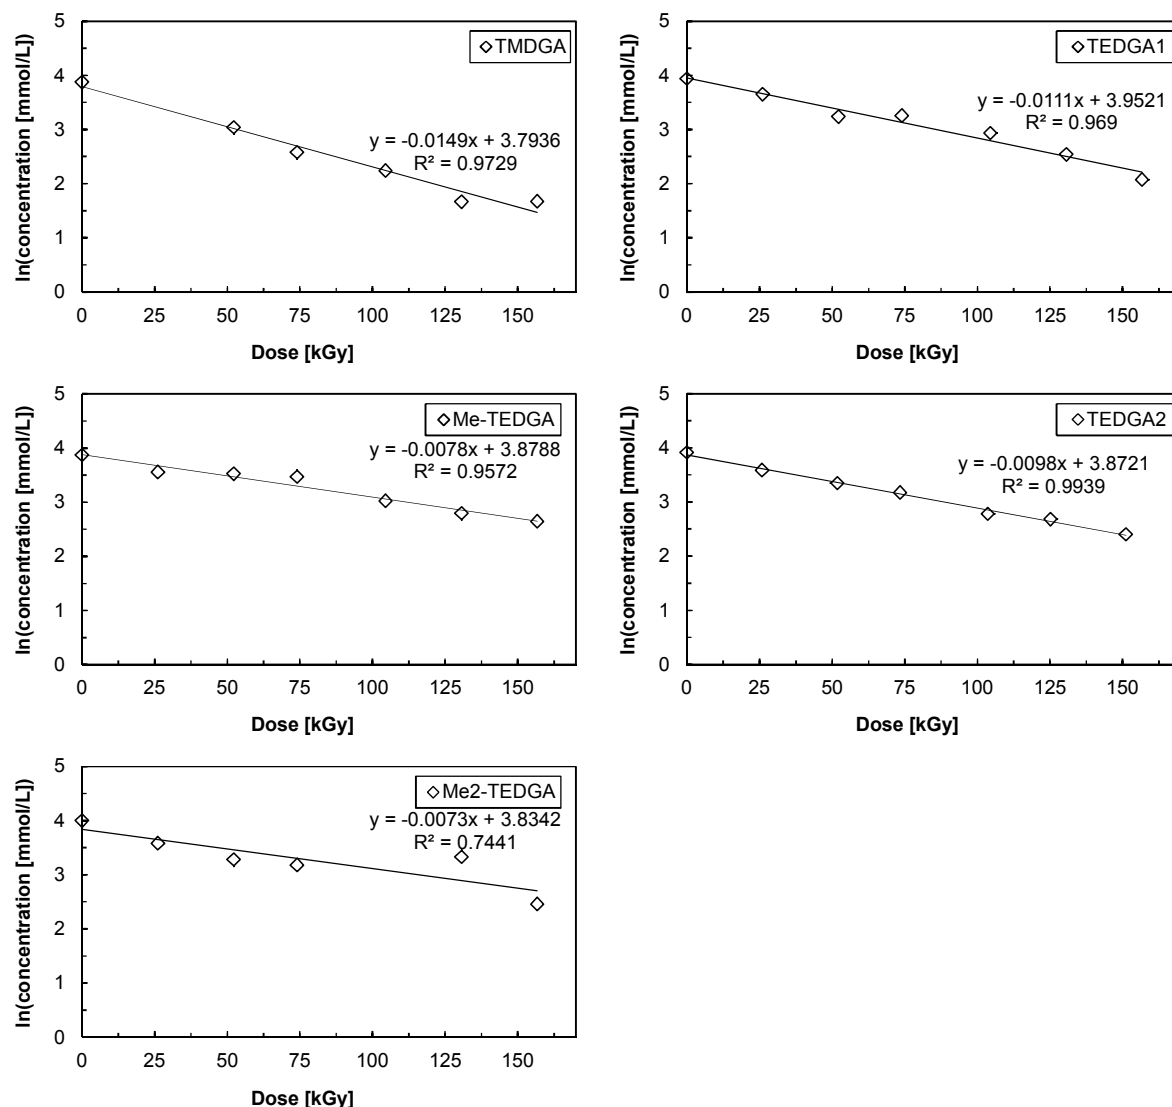 ln(concentration [mmol/L])
5
4
3
2
1
0
TMDGA
y = -0.0149x + 3.7936
R² = 0.9729
0 25 50 75 100 125 150
Dose [kGy]
ln(concentration [mmol/L])
5
4
3
2
1
0
TEDGA1
y = -0.0111x + 3.9521
R² = 0.969
0 25 50 75 100 125 150
Dose [kGy]
ln(concentration [mmol/L])
5
4
3
2
1
0
Me-TEDGA
y = -0.0078x + 3.8788
R² = 0.9572
0 25 50 75 100 125 150
Dose [kGy]
ln(concentration [mmol/L])
5
4
3
2
1
0
TEDGA2
y = -0.0098x + 3.8721
R² = 0.9939
0 25 50 75 100 125 150
Dose [kGy]
ln(concentration [mmol/L])
5
4
3
2
1
0
Me2-TEDGA
y = -0.0073x + 3.8342
R² = 0.7441
0 25 50 75 100 125 150
Dose [kGy]